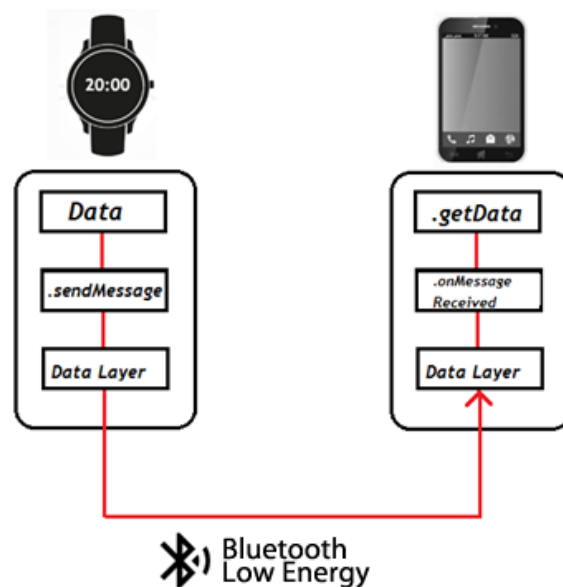 20:00
Data
.sendMessage
Data Layer
.getData
.onMessage
Received
Data Layer
Bluetooth
Low Energy